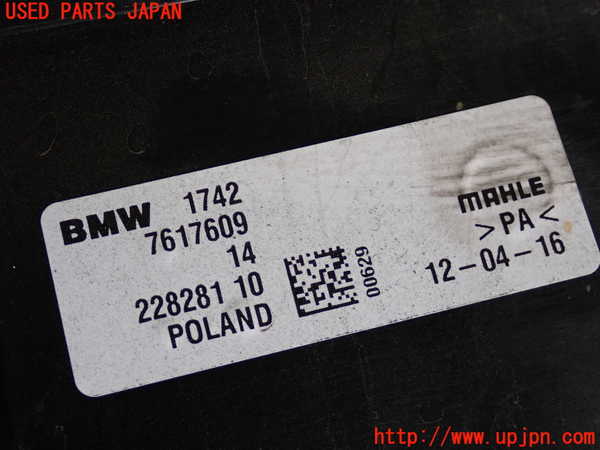 USED PARTS JAPAN
BMW 1742
7617609
14
228281 10
POLAND
00629
MAHLE
>PA<
12-04-16
http://www.upjpn.com/